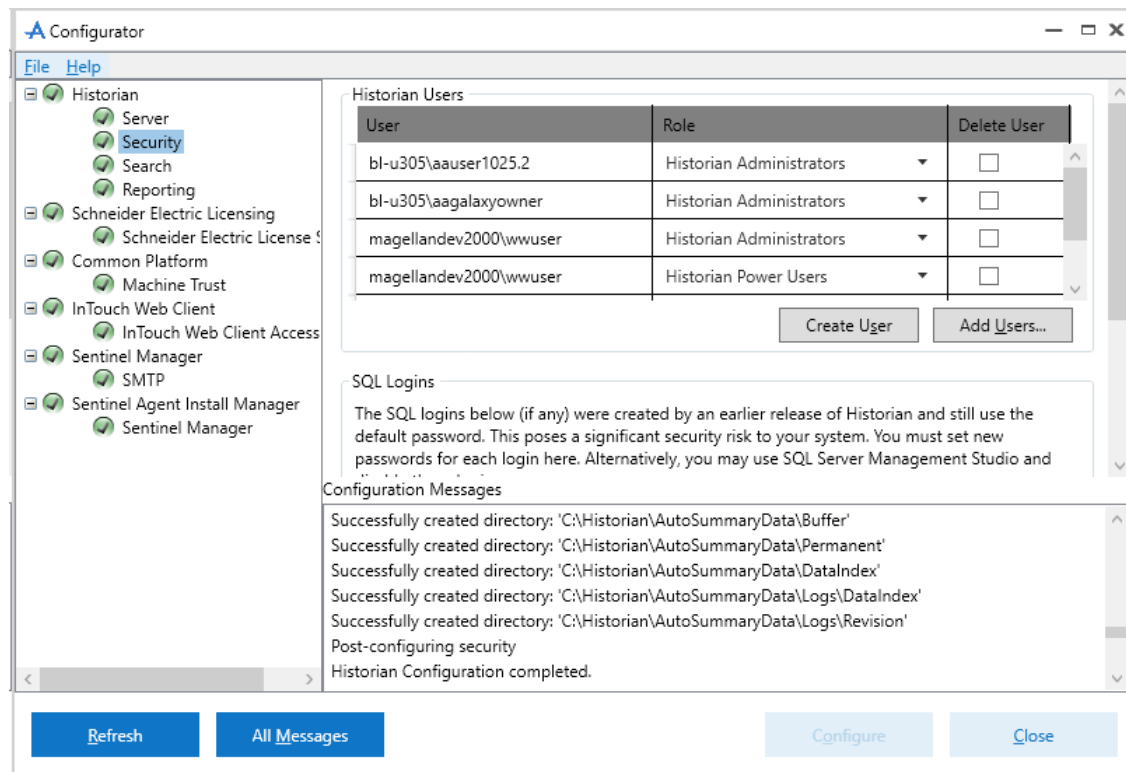 Configurator
File Help
Historian
Server
Security
Search
Reporting
Schneider Electric Licensing
Schneider Electric License
Common Platform
Machine Trust
InTouch Web Client
InTouch Web Client Access
Sentinel Manager
SMTP
Sentinel Agent Install Manager
Sentinel Manager
Historian Users
User Role Delete User
bl-u305\aauser1025.2 Historian Administrators
bl-u305\aagalaxyowner Historian Administrators
magellandev2000\wwuser Historian Administrators
magellandev2000\wwuser Historian Power Users
Create User Add Users...
SQL Logins
The SQL logins below (if any) were created by an earlier release of Historian and still use the
default password. This poses a significant security risk to your system. You must set new
passwords for each login here. Alternatively, you may use SQL Server Management Studio and
Configuration Messages
Successfully created directory: 'C:\Historian\AutoSummaryData\Buffer'
Successfully created directory: 'C:\Historian\AutoSummaryData\Permanent'
Successfully created directory: 'C:\Historian\AutoSummaryData\DataIndex'
Successfully created directory: 'C:\Historian\AutoSummaryData\Logs\DataIndex'
Successfully created directory: 'C:\Historian\AutoSummaryData\Logs\Revision'
Post-configuring security
Historian Configuration completed.
Refresh All Messages Configure Close